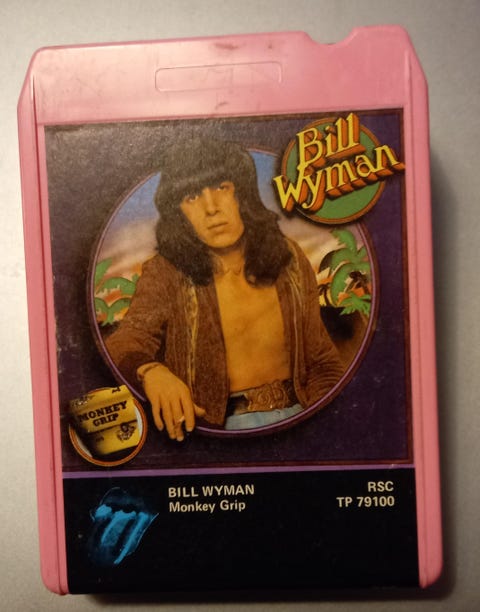 Bill
Wyman
MONKEY
GRIP
BILL WYMAN
Monkey Grip
RSC
TP 79100